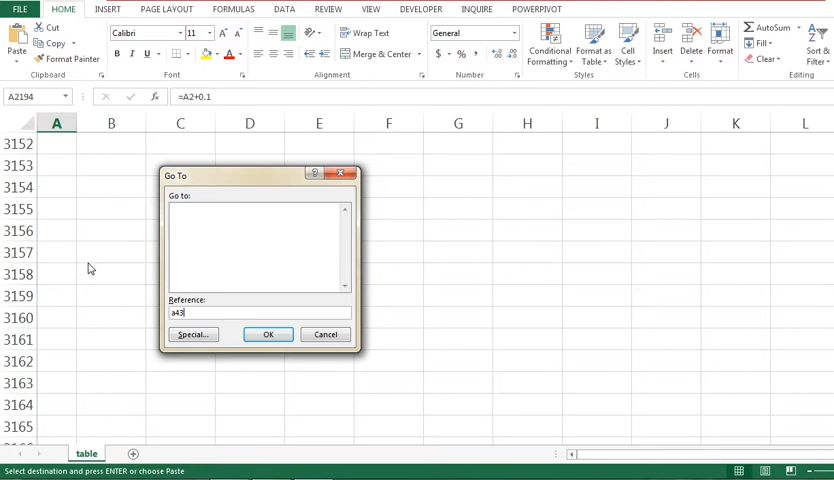 FILE HOME INSERT PAGE LAYOUT FORMULAS DATA REVIEW VIEW DEVELOPER INQUIRE POWERPIVOT
Paste
Cut
Copy
Format Painter
Clipboard
Calibri 11
B I U
Font
Wrap Text
Merge & Center
Alignment
General
$ % ,
Number
Conditional Formatting
Format as Table
Cell Styles
Styles
Insert Delete Format
Cells
AutoSum
Fill
Clear
Sort & Filter
Editing
A2194 fx =A2+0.1
A B C D E F G H I J K L
3152
3153
3154
3155
3156
3157
3158
3159
3160
3161
3162
3163
3164
3165
Go To
Go to:
Reference:
a43
Special... OK Cancel
table
Select destination and press ENTER or choose Paste